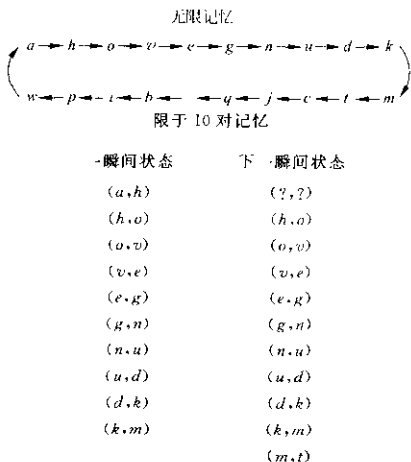 无限记忆
a→h→o→v→e→g→n→u→d→k
w←p←i←b← ←q←j←c←t←m
限于 10 对记忆
一瞬间状态 下一瞬间状态
(a,h) (?,?)
(h,o) (h,o)
(o,v) (o,v)
(v,e) (v,e)
(e,g) (e,g)
(g,n) (g,n)
(n,u) (n,u)
(u,d) (u,d)
(d,k) (d,k)
(k,m) (k,m)
(m,t)